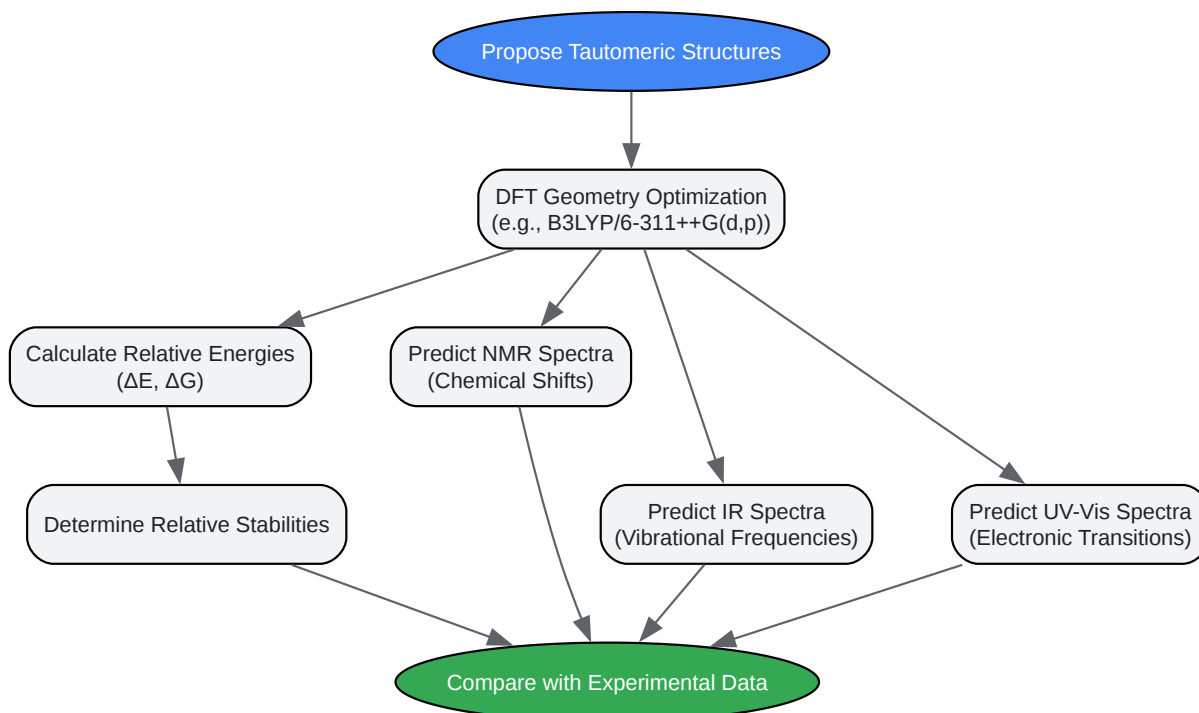 Propose Tautomeric Structures
DFT Geometry Optimization
(e.g., B3LYP/6-311++G(d,p))
Calculate Relative Energies
(ΔE, ΔG)
Predict NMR Spectra
(Chemical Shifts)
Determine Relative Stabilities
Predict IR Spectra
(Vibrational Frequencies)
Predict UV-Vis Spectra
(Electronic Transitions)
Compare with Experimental Data